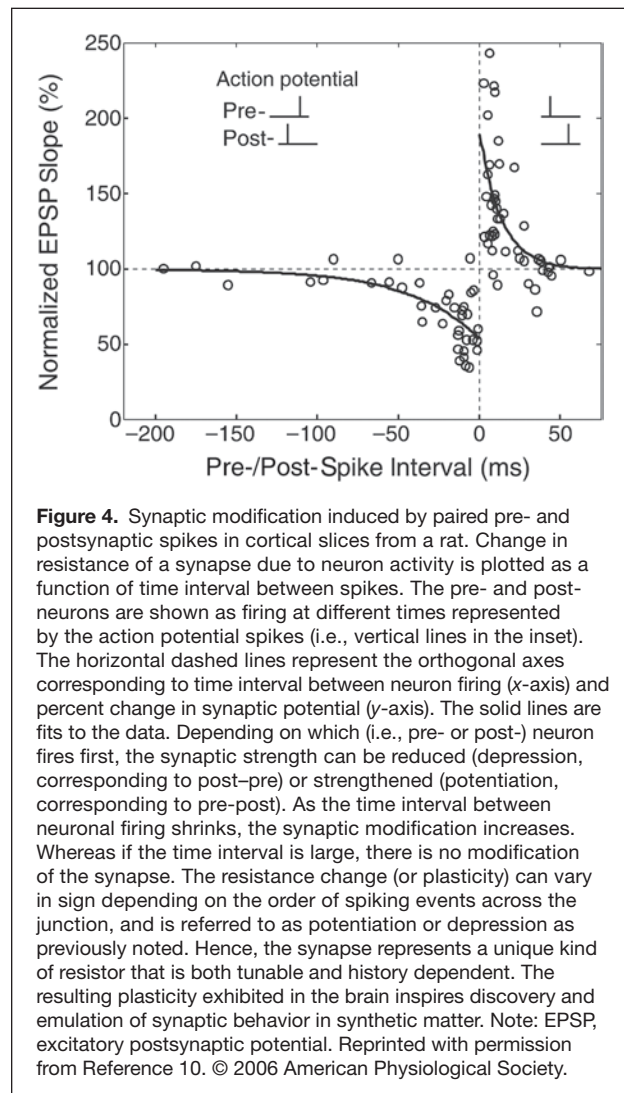 250
200
150
100
50
0
Normalized EPSP Slope (%)
Action potential
Pre-
Post-
−200 −150 −100 −50 0 50
Pre-/Post-Spike Interval (ms)
Figure 4. Synaptic modification induced by paired pre- and
postsynaptic spikes in cortical slices from a rat. Change in
resistance of a synapse due to neuron activity is plotted as a
function of time interval between spikes. The pre- and post-
neurons are shown as firing at different times represented
by the action potential spikes (i.e., vertical lines in the inset).
The horizontal dashed lines represent the orthogonal axes
corresponding to time interval between neuron firing (x-axis) and
percent change in synaptic potential (y-axis). The solid lines are
fits to the data. Depending on which (i.e., pre- or post-) neuron
fires first, the synaptic strength can be reduced (depression,
corresponding to post–pre) or strengthened (potentiation,
corresponding to pre-post). As the time interval between
neuronal firing shrinks, the synaptic modification increases.
Whereas if the time interval is large, there is no modification
of the synapse. The resistance change (or plasticity) can vary
in sign depending on the order of spiking events across the
junction, and is referred to as potentiation or depression as
previously noted. Hence, the synapse represents a unique kind
of resistor that is both tunable and history dependent. The
resulting plasticity exhibited in the brain inspires discovery and
emulation of synaptic behavior in synthetic matter. Note: EPSP,
excitatory postsynaptic potential. Reprinted with permission
from Reference 10. © 2006 American Physiological Society.